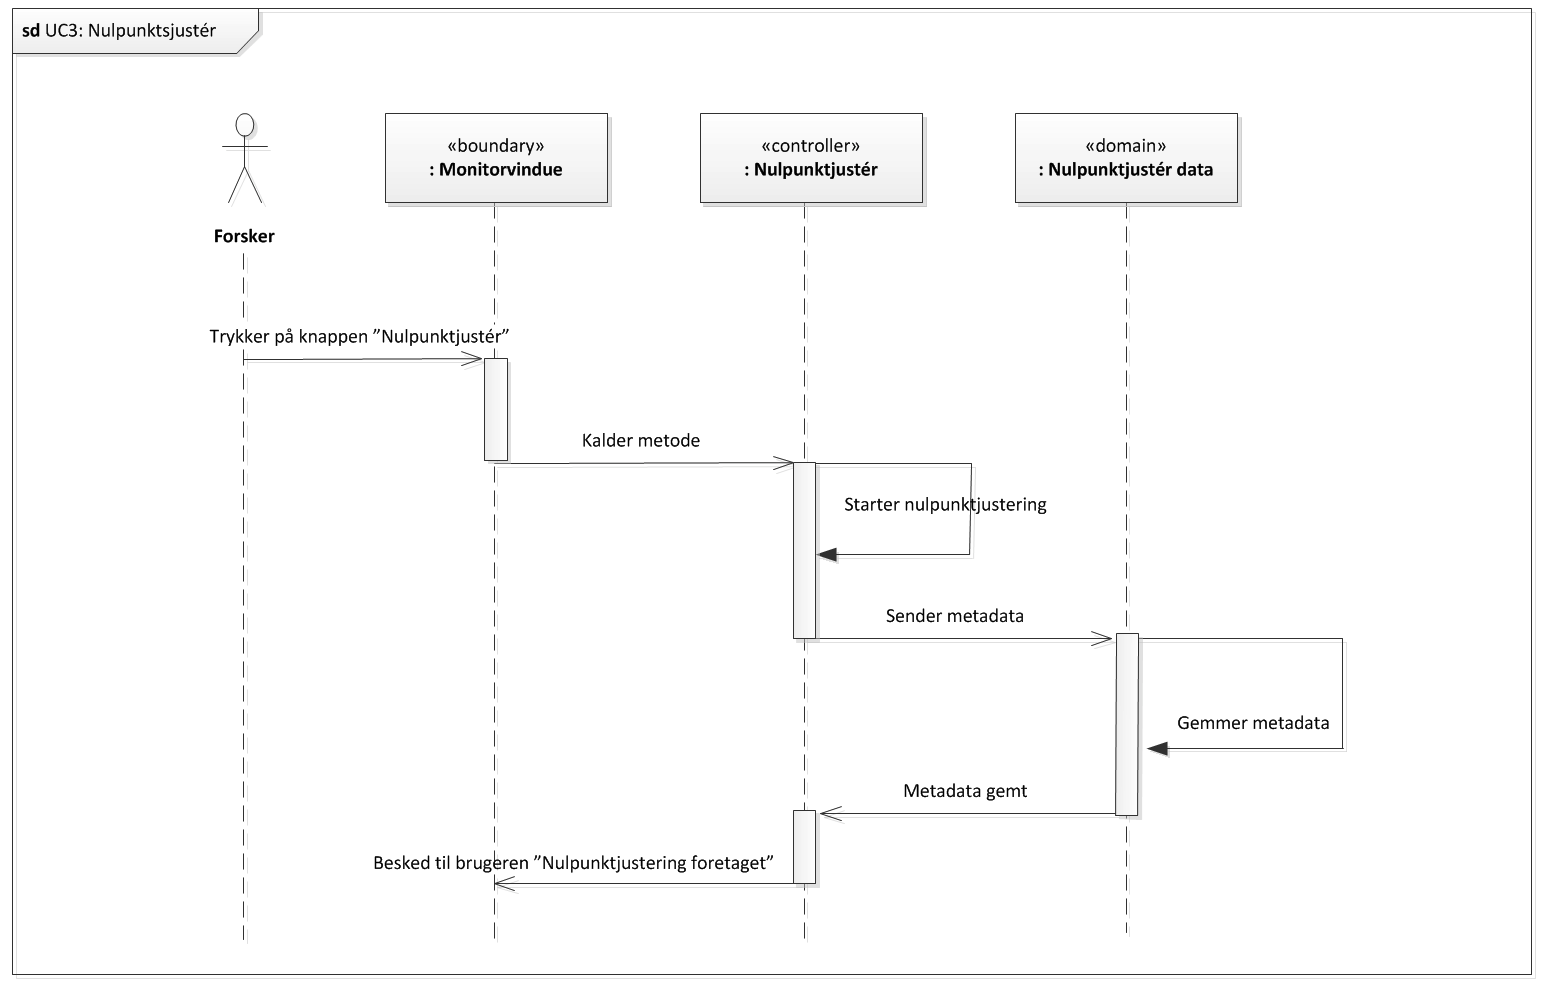 sd UC3: Nulpunktsjustér
«boundary»
: Monitorvindue
«controller»
: Nulpunktjustér
«domain»
: Nulpunktjustér data
Forsker
Trykker på knappen ”Nulpunktjustér”
Kalder metode
Starter nulpunktjustering
Sender metadata
Gemmer metadata
Metadata gemt
Besked til brugeren ”Nulpunktjustering foretaget”